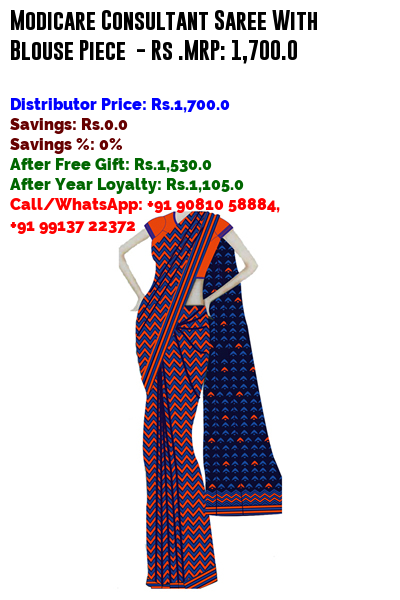 Modicare Consultant Saree With
Blouse Piece - Rs .MRP: 1,700.0
Distributor Price: Rs.1,700.0
Savings: Rs.0.0
Savings %: 0%
After Free Gift: Rs.1,530.0
After Year Loyalty: Rs.1,105.0
Call/WhatsApp: +91 90810 58884,
+91 99137 22372